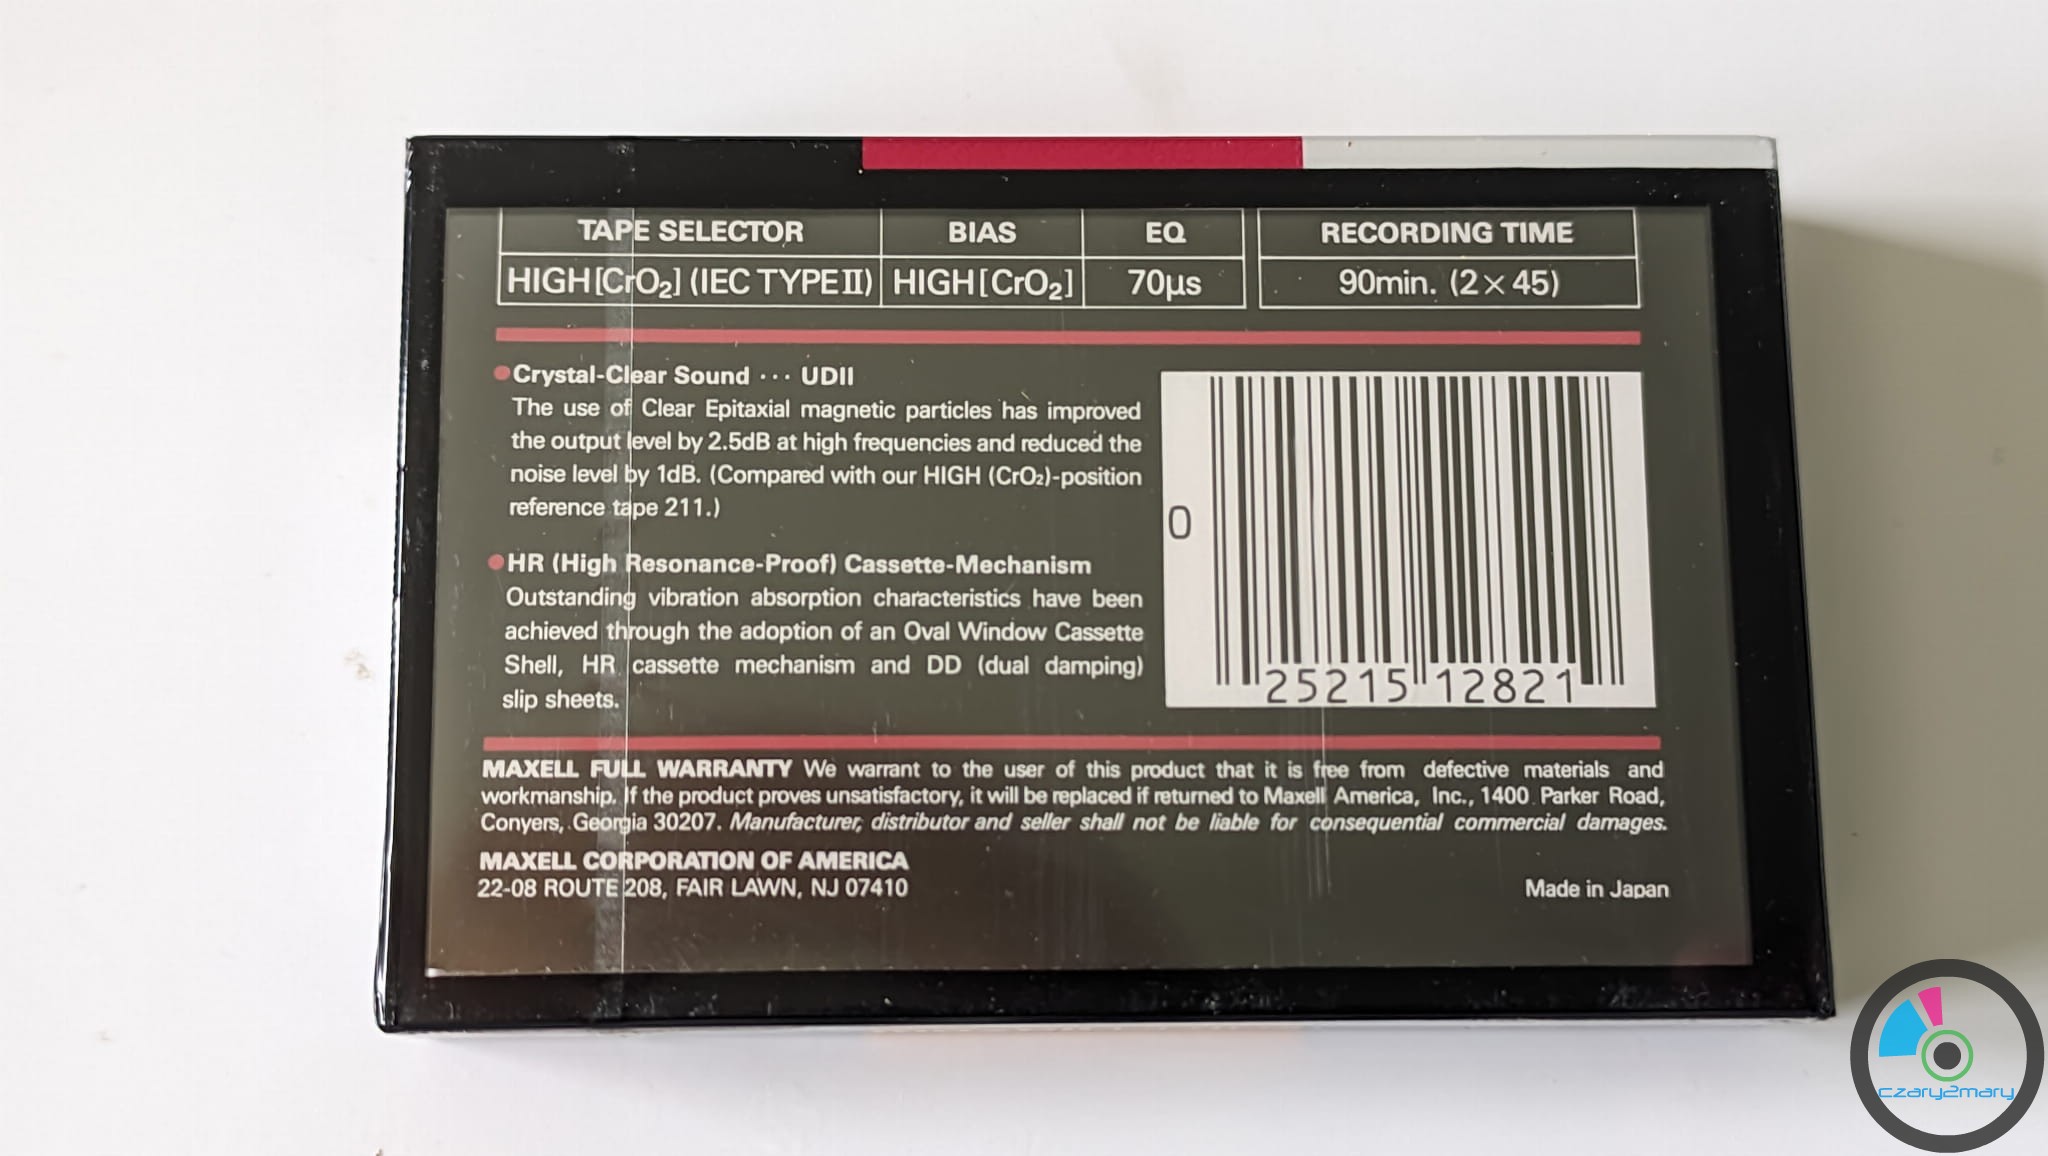 TAPE SELECTOR BIAS EQ RECORDING TIME
HIGH[CrO₂] (IEC TYPE II) HIGH[CrO₂] 70µs 90min. (2×45)
●Crystal-Clear Sound ··· UDII
The use of Clear Epitaxial magnetic particles has improved
the output level by 2.5dB at high frequencies and reduced the
noise level by 1dB. (Compared with our HIGH (CrO₂)-position
reference tape 211.)
●HR (High Resonance-Proof) Cassette-Mechanism
Outstanding vibration absorption characteristics have been
achieved through the adoption of an Oval Window Cassette
Shell, HR cassette mechanism and DD (dual damping)
slip sheets.
0
25215 12821
MAXELL FULL WARRANTY We warrant to the user of this product that it is free from defective materials and
workmanship. If the product proves unsatisfactory, it will be replaced if returned to Maxell America, Inc., 1400 Parker Road,
Conyers, Georgia 30207. Manufacturer, distributor and seller shall not be liable for consequential commercial damages.
MAXELL CORPORATION OF AMERICA
22-08 ROUTE 208, FAIR LAWN, NJ 07410
Made in Japan
czary2mary